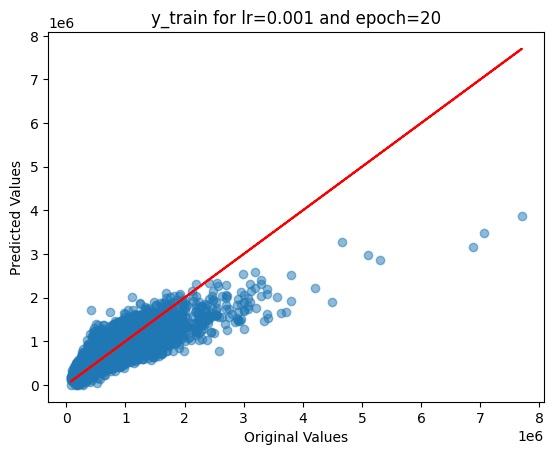 y_train for lr=0.001 and epoch=20
1e6
8
7
6
5
4
3
2
1
0
Predicted Values
0 1 2 3 4 5 6 7 8
1e6
Original Values